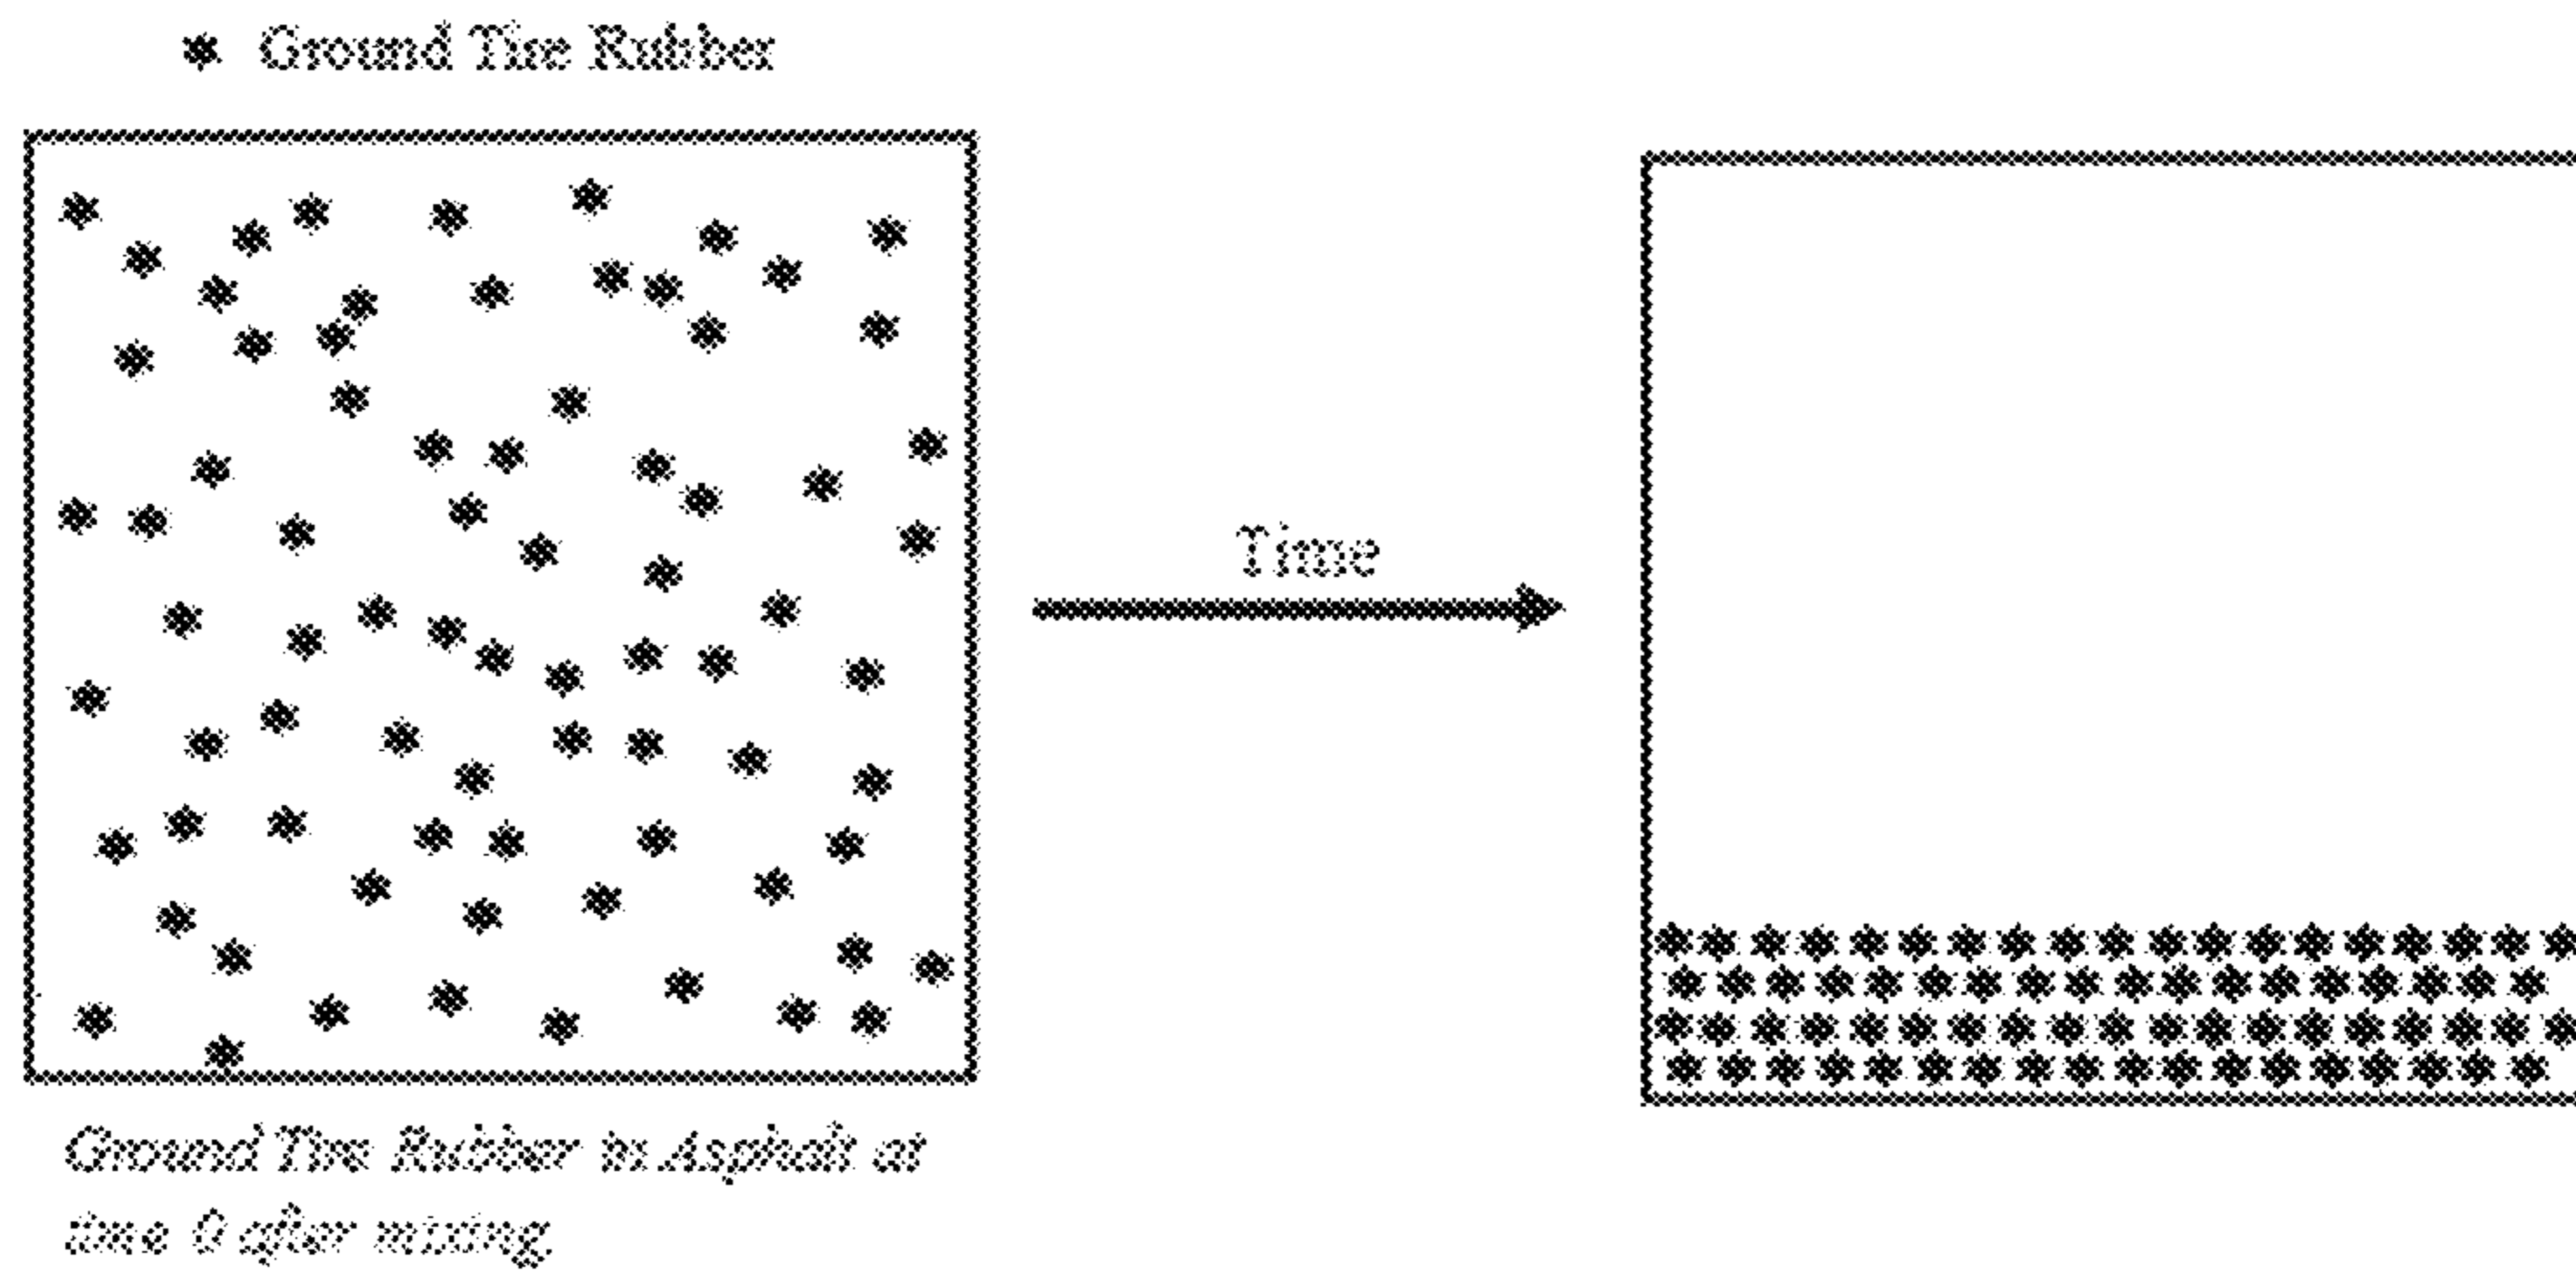 Ground Tire Rubber
Time
Ground Tire Rubber in Asphalt at
time 0 after mixing